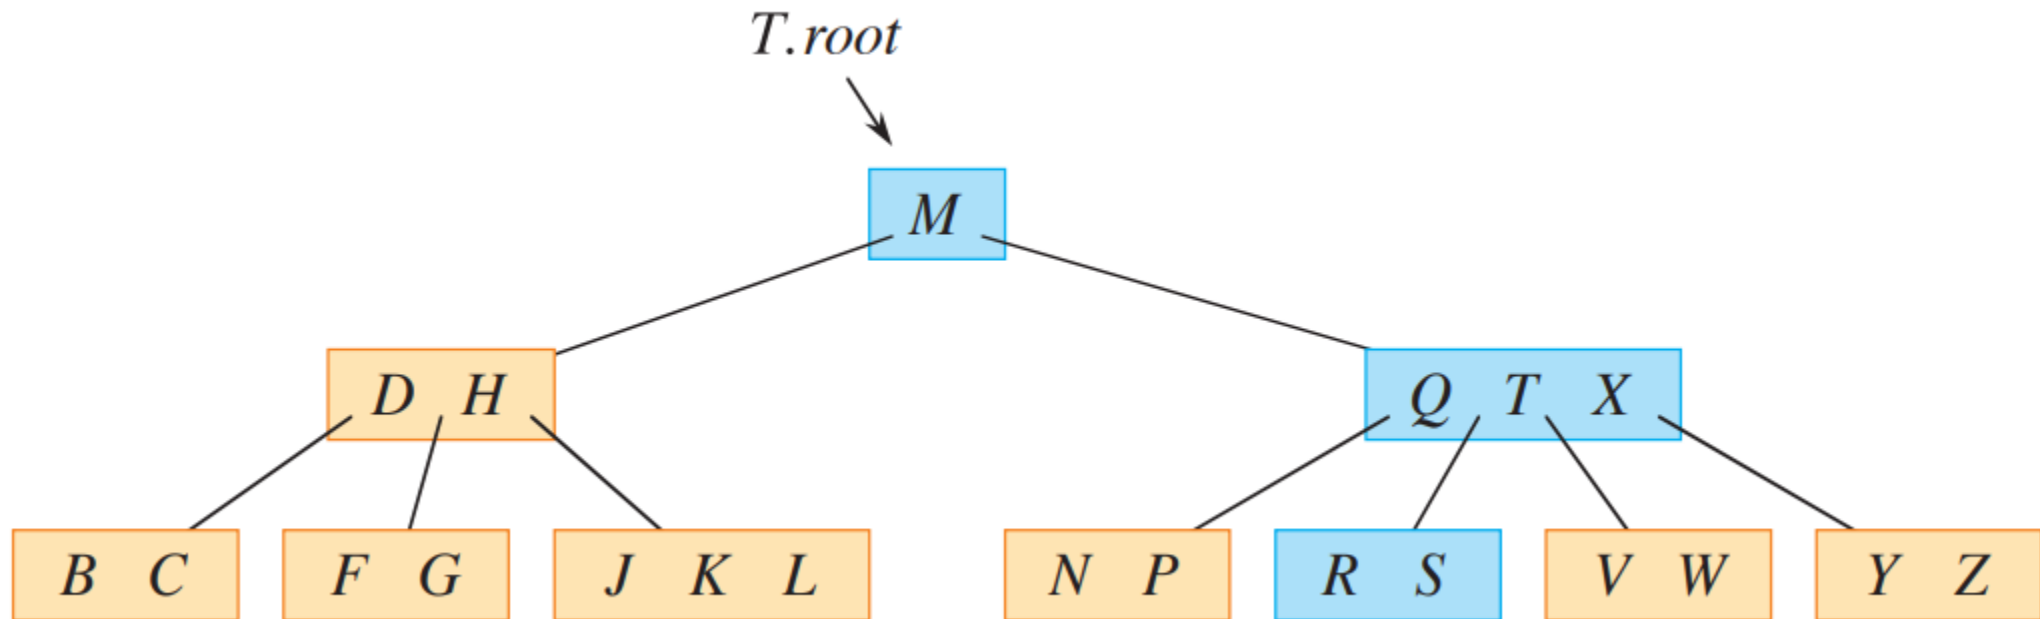 T.root
M
D H
Q T X
B C
F G
J K L
N P
R S
V W
Y Z